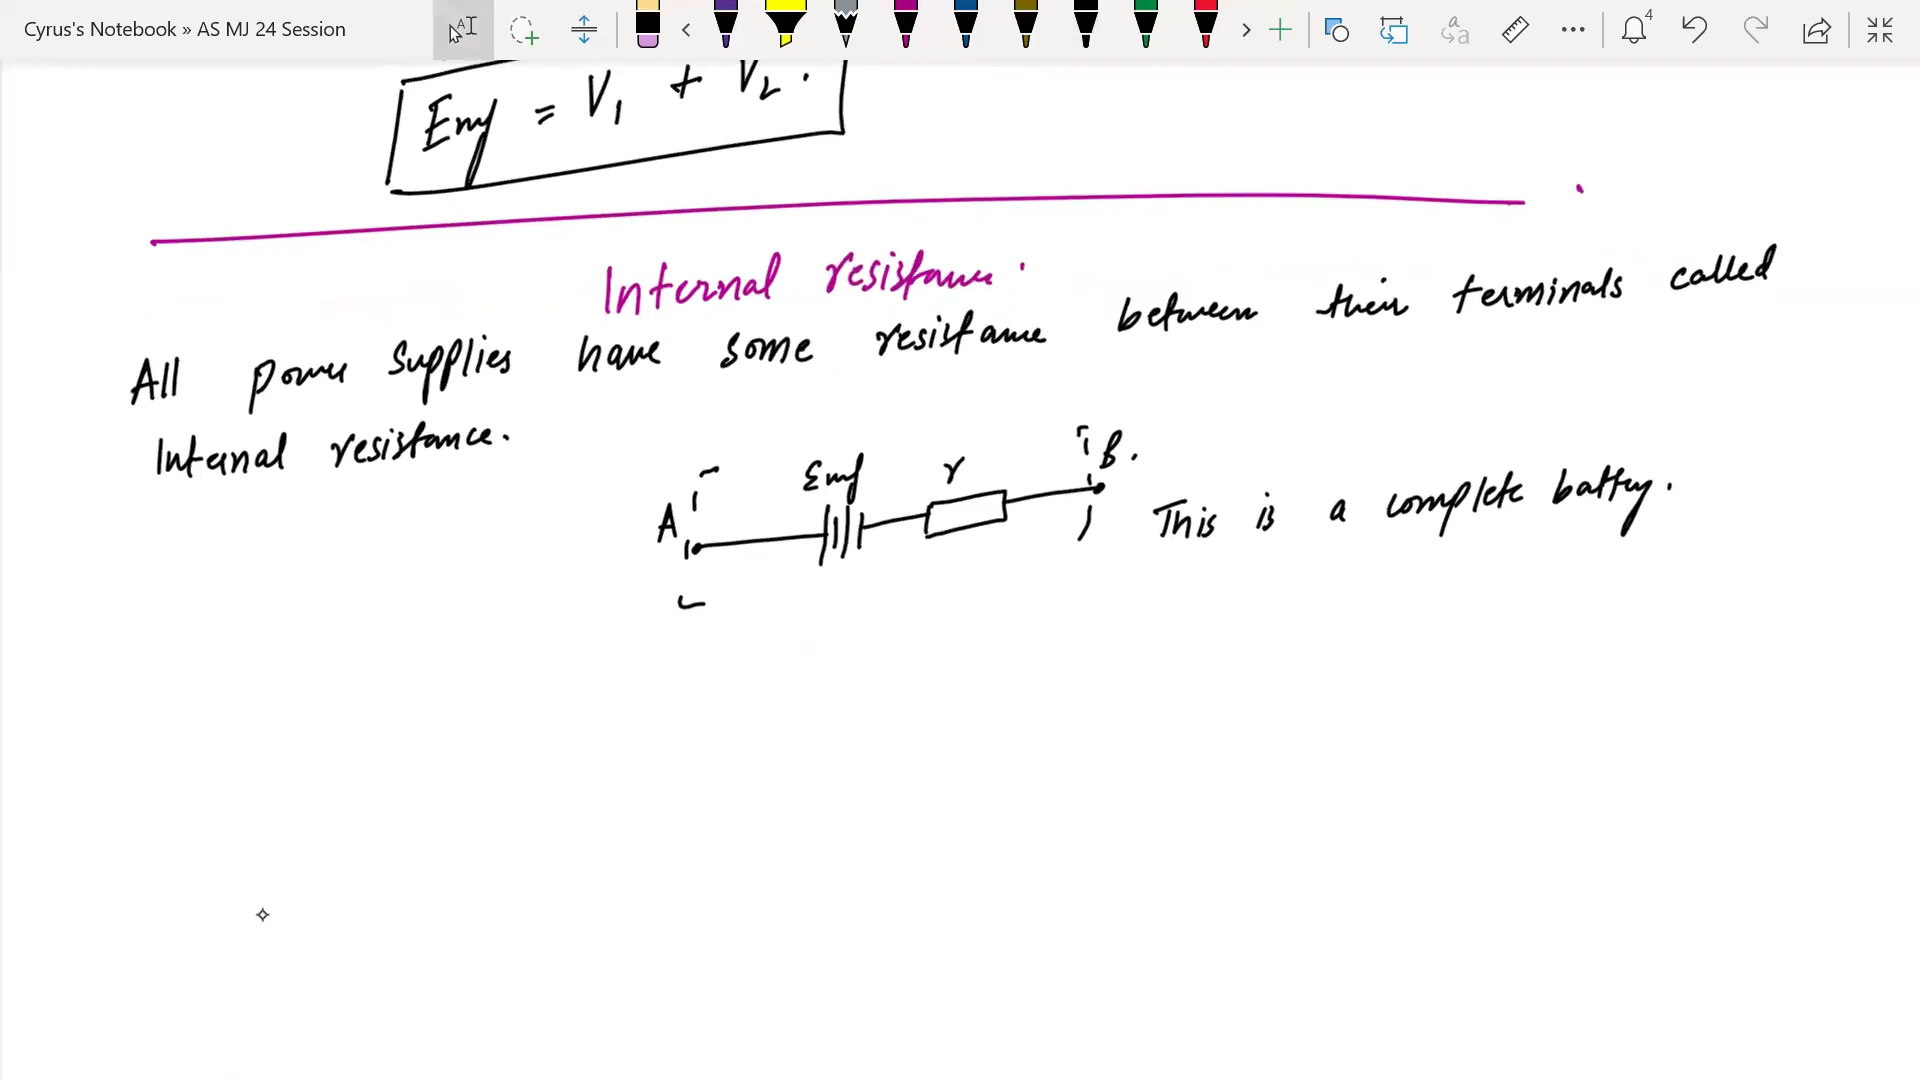 Cyrus's Notebook » AS MJ 24 Session
4
Emf = V1 + V2.
Internal resistance.
All power supplies have some resistance between their terminals called
Internal resistance.
A Emf r B.
This is a complete battery.